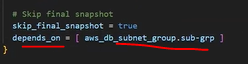 # Skip final snapshot
skip_final_snapshot = true
depends_on = [ aws_db_subnet_group.sub-grp ]
}